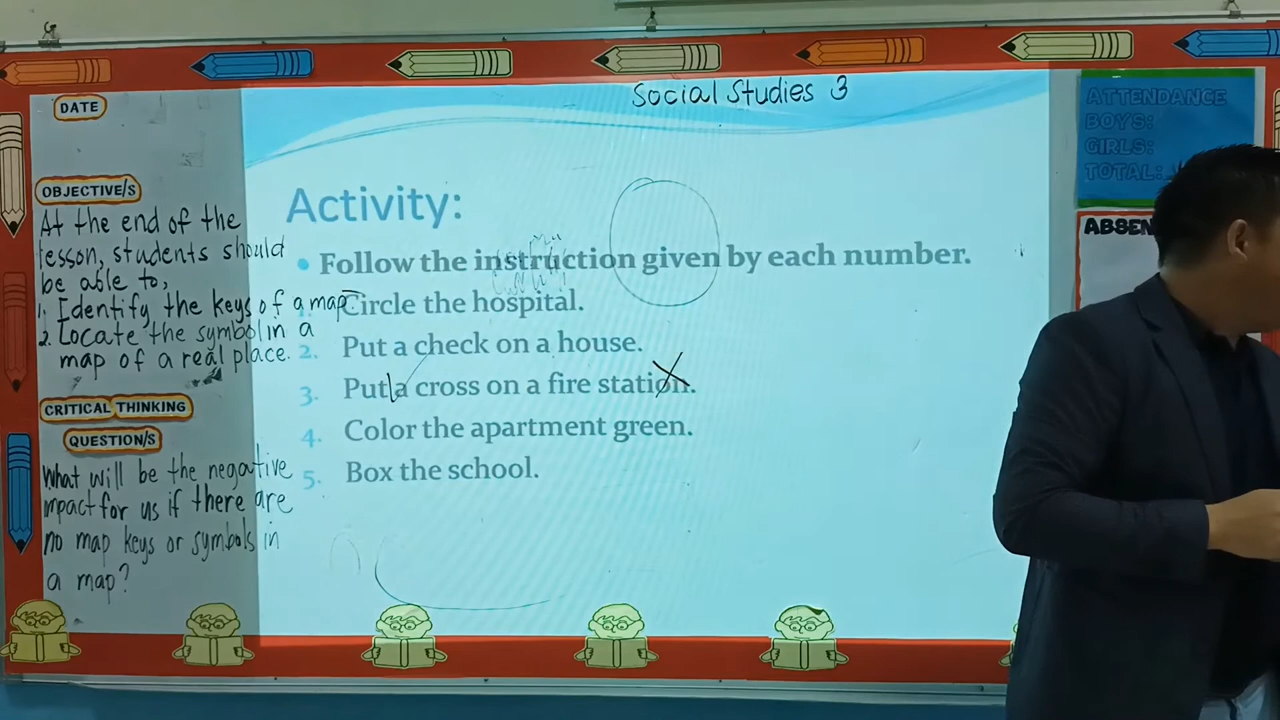 Social Studies 3
DATE
OBJECTIVE/S
At the end of the
lesson, students should
be able to,
1. Identify the keys of a map
2. Locate the symbol in a
map of a real place.
CRITICAL THINKING
QUESTION/S
What will be the negative
mpact for us if there are
no map keys or symbols in
a map?
Activity:
• Follow the instruction given by each number.
Circle the hospital.
2. Put a check on a house.
3. Put a cross on a fire station.
4. Color the apartment green.
5. Box the school.
ATTENDANCE
BOYS:
GIRLS:
TOTAL:
ABSEN